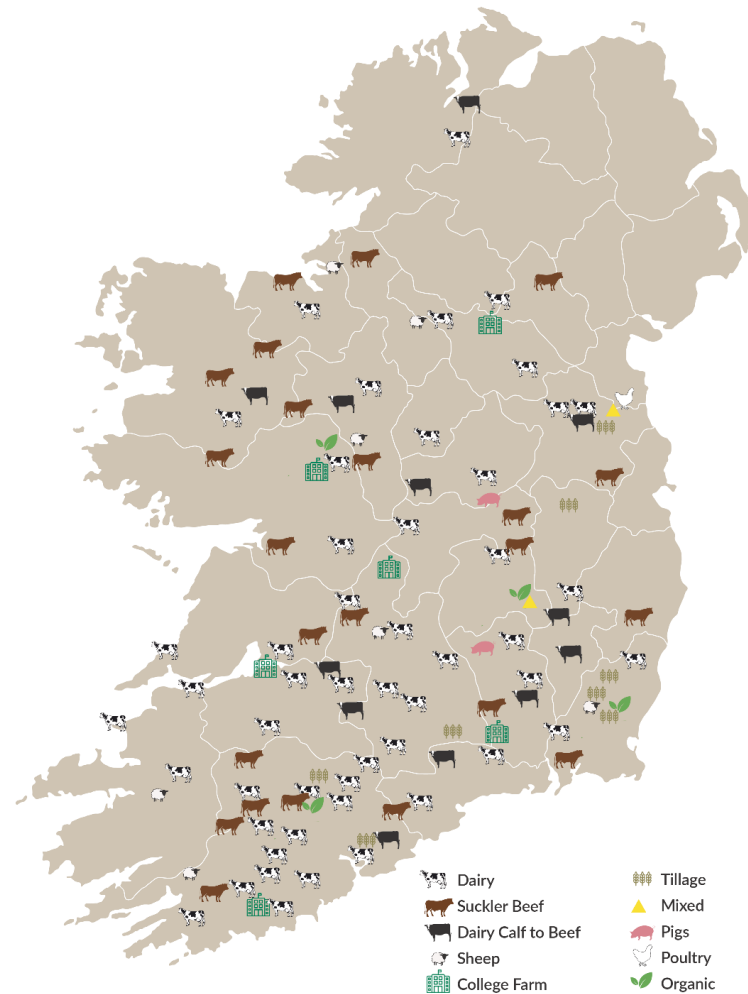 Dairy
Suckler Beef
Dairy Calf to Beef
Sheep
College Farm
Tillage
Mixed
Pigs
Poultry
Organic